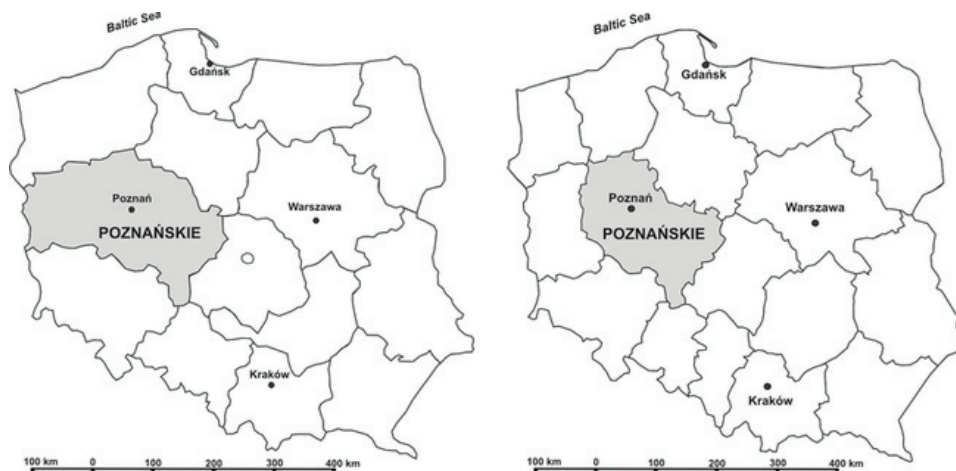 Baltic Sea
Gdańsk
Poznań
POZNAŃSKIE
Warszawa
Kraków
100 km 0 100 200 300 400 km
Baltic Sea
Gdańsk
Poznań
POZNAŃSKIE
Warszawa
Kraków
100 km 0 100 200 300 400 km